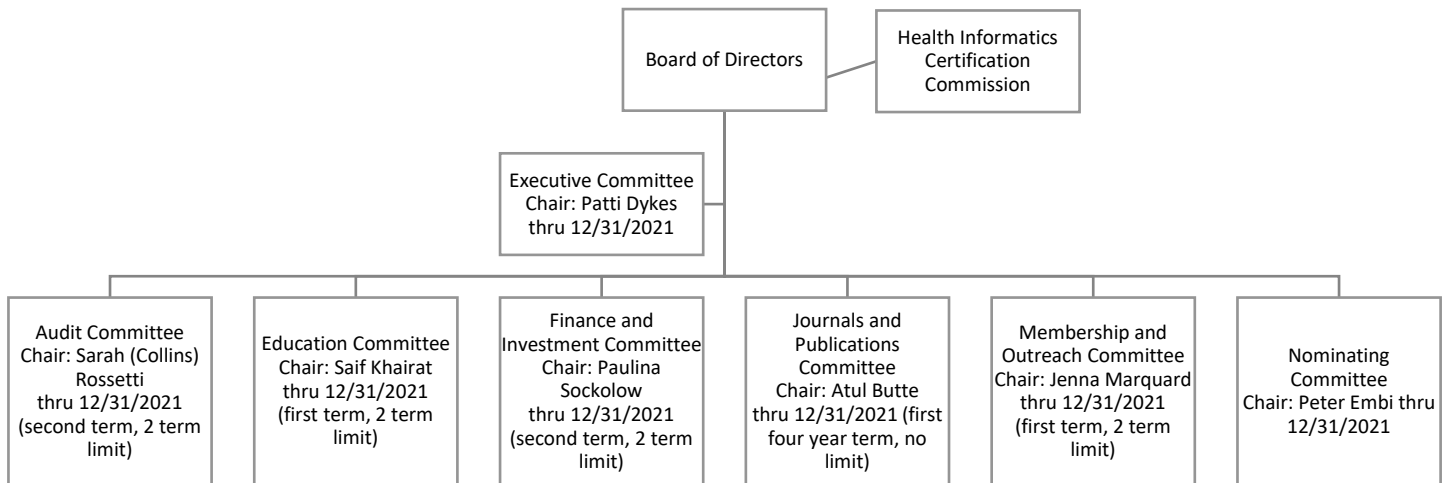 Board of Directors
Health Informatics
Certification
Commission
Executive Committee
Chair: Patti Dykes
thru 12/31/2021
Audit Committee
Chair: Sarah (Collins)
Rossetti
thru 12/31/2021
(second term, 2 term
limit)
Education Committee
Chair: Saif Khairat
thru 12/31/2021
(first term, 2 term
limit)
Finance and
Investment Committee
Chair: Paulina
Sockolow
thru 12/31/2021
(second term, 2 term
limit)
Journals and
Publications
Committee
Chair: Atul Butte
thru 12/31/2021 (first
four year term, no
limit)
Membership and
Outreach Committee
Chair: Jenna Marquard
thru 12/31/2021
(first term, 2 term
limit)
Nominating
Committee
Chair: Peter Embi thru
12/31/2021